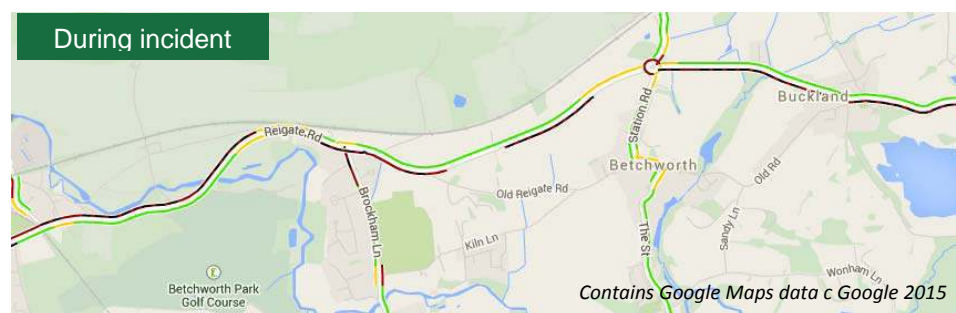 During incident
Reigate Rd
Station Rd
Buckland
Betchworth
Old Rd
Old Reigate Rd
Brockham Ln
Kiln Ln
The St
Sandy Ln
Wonham Ln
Betchworth Park
Golf Course
Contains Google Maps data c Google 2015